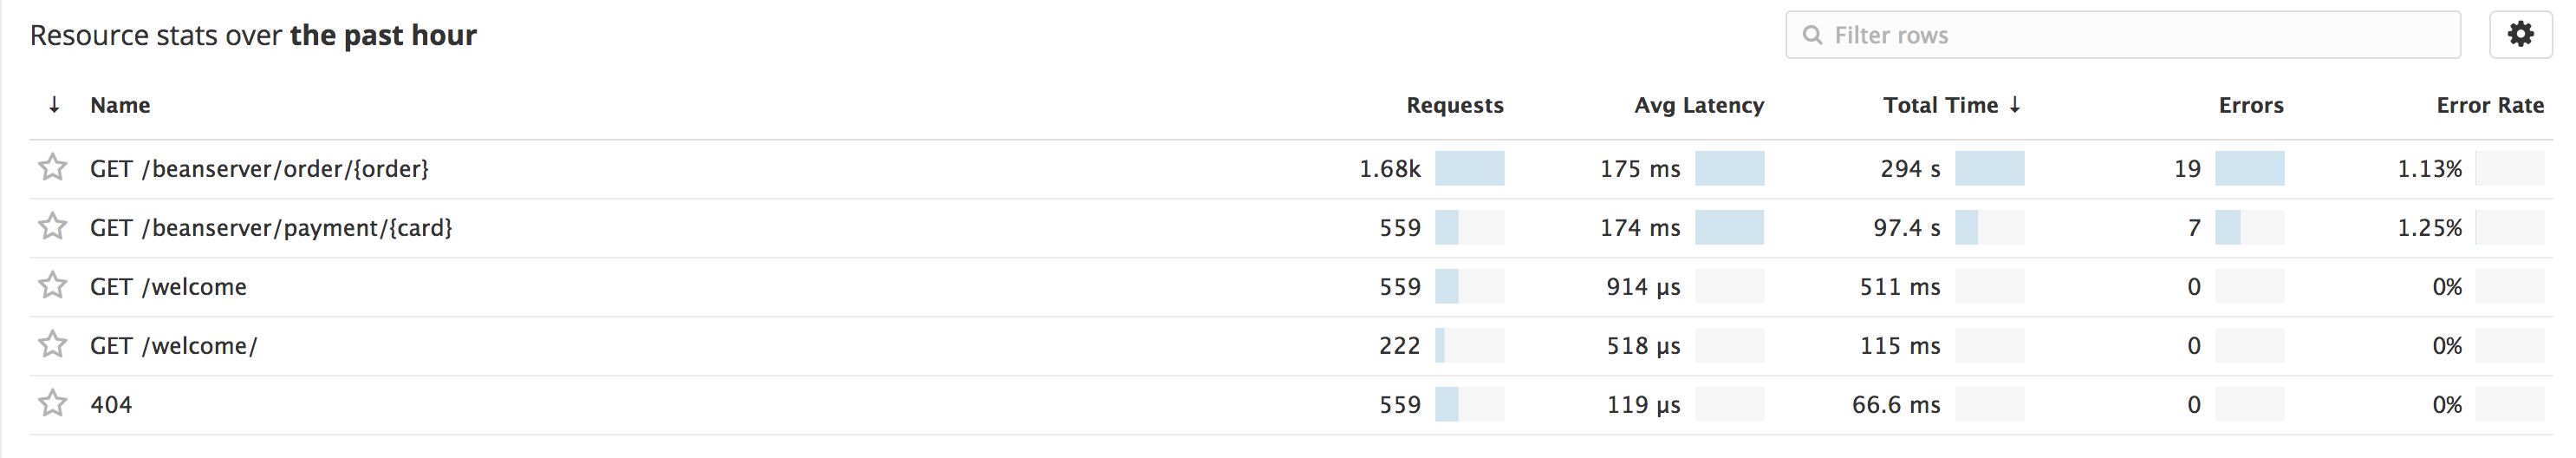 Resource stats over the past hour Filter rows
↓ Name Requests Avg Latency Total Time ↓ Errors Error Rate
GET /beanserver/order/{order} 1.68k 175 ms 294 s 19 1.13%
GET /beanserver/payment/{card} 559 174 ms 97.4 s 7 1.25%
GET /welcome 559 914 μs 511 ms 0 0%
GET /welcome/ 222 518 μs 115 ms 0 0%
404 559 119 μs 66.6 ms 0 0%